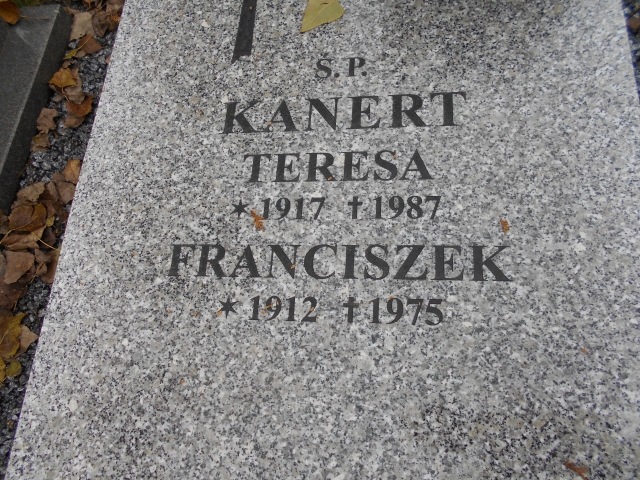 Ś.P.
KANERT
TERESA
* 1917 † 1987
FRANCISZEK
* 1912 † 1975